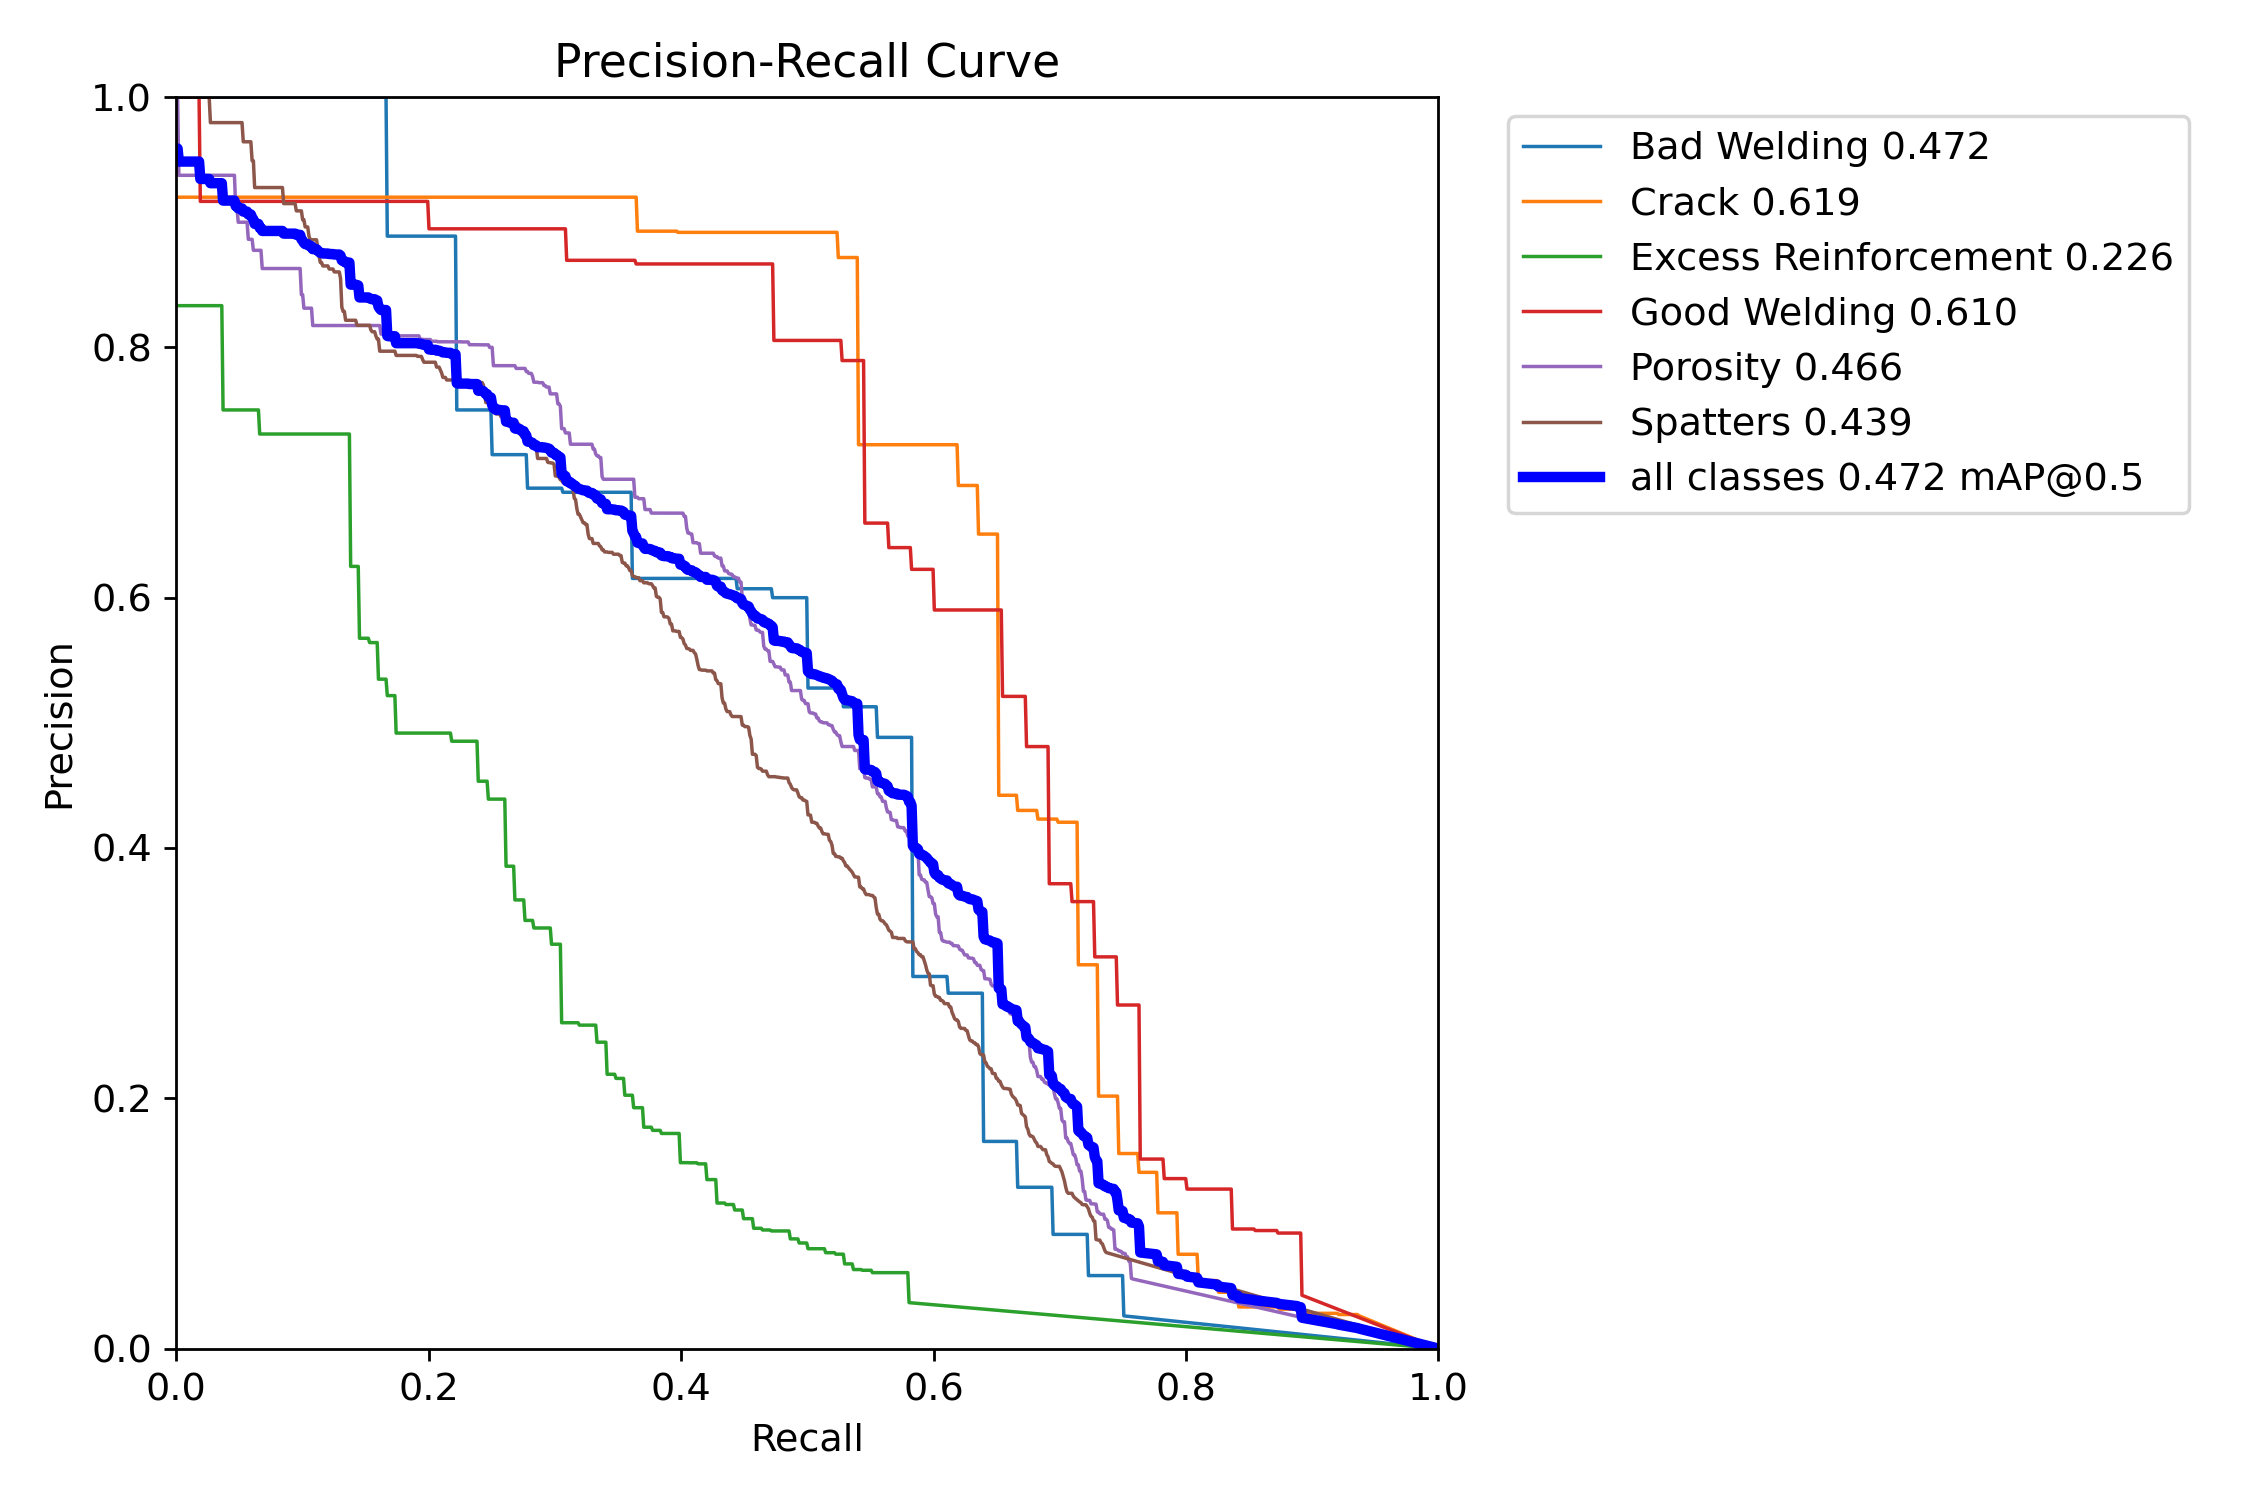 Precision-Recall Curve
1.0
0.8
0.6
0.4
0.2
0.0
Precision
0.0 0.2 0.4 0.6 0.8 1.0
Recall
Bad Welding 0.472
Crack 0.619
Excess Reinforcement 0.226
Good Welding 0.610
Porosity 0.466
Spatters 0.439
all classes 0.472 mAP@0.5